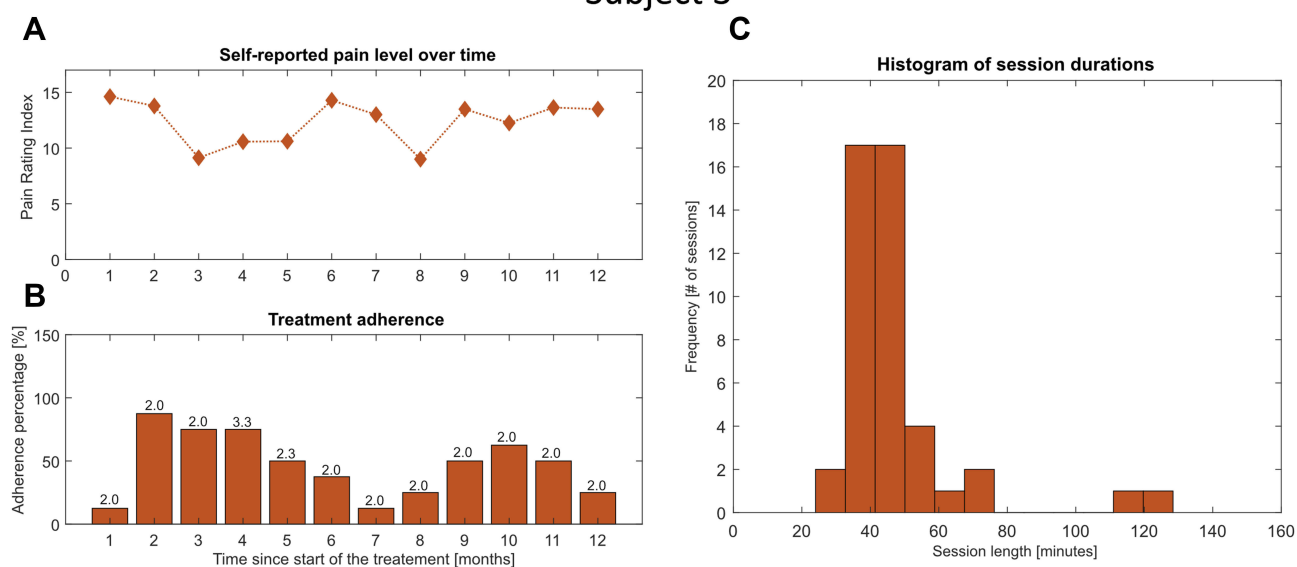 A
Self-reported pain level over time
Pain Rating Index
15
10
5
0
0 1 2 3 4 5 6 7 8 9 10 11 12
B
Treatment adherence
Adherence percentage [%]
150
100
50
0
2.0 2.0 2.0 3.3 2.3 2.0 2.0 2.0 2.0 2.0 2.0 2.0
1 2 3 4 5 6 7 8 9 10 11 12
Time since start of the treatement [months]
C
Histogram of session durations
Frequency [# of sessions]
20
18
16
14
12
10
8
6
4
2
0
0 20 40 60 80 100 120 140 160
Session length [minutes]